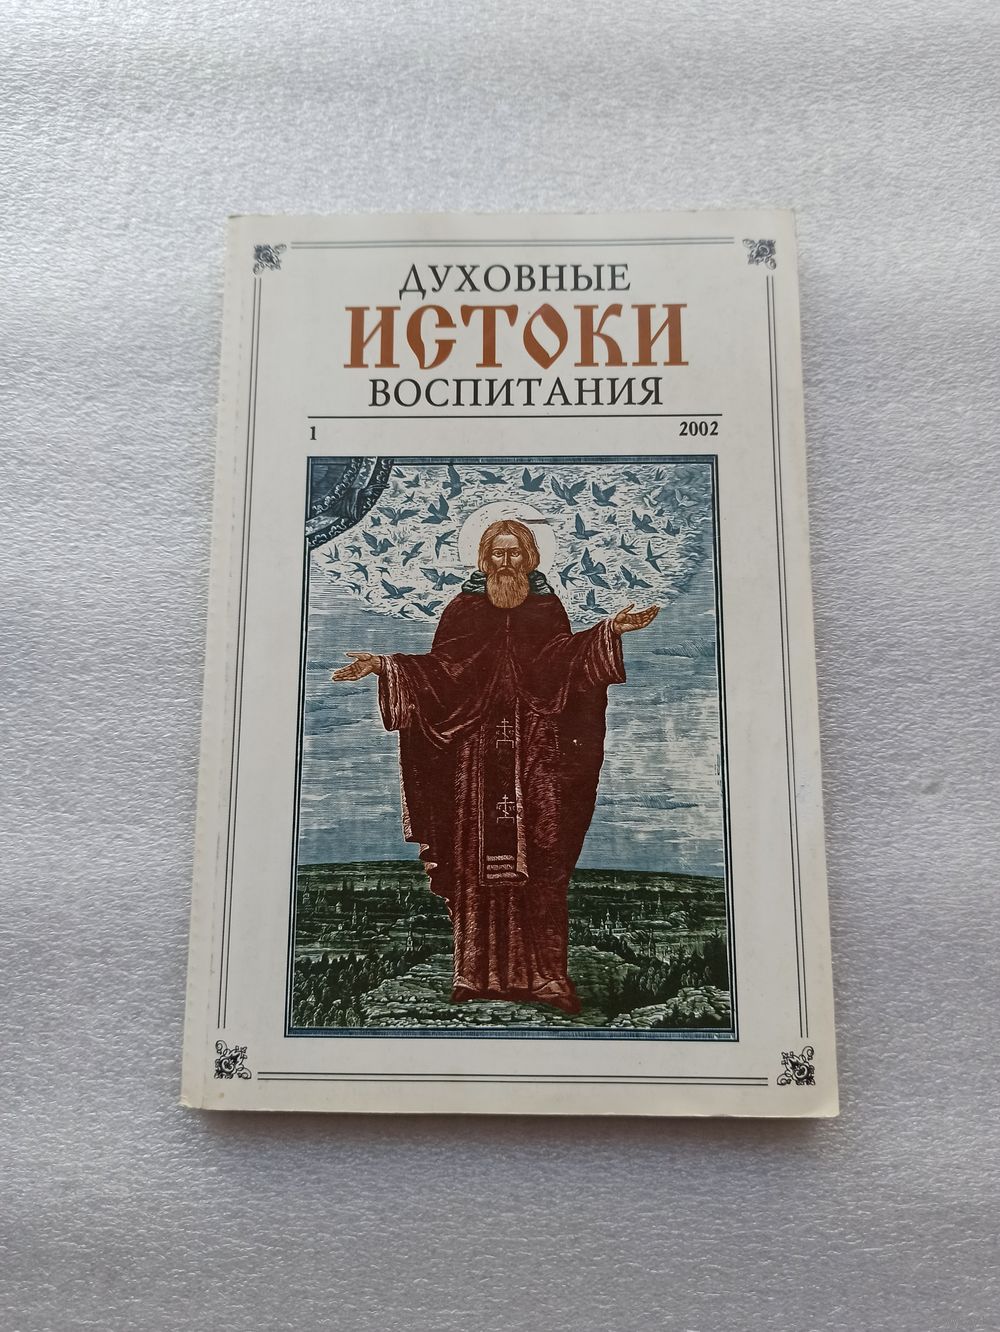 ДУХОВНЫЕ
ИСТОКИ
ВОСПИТАНИЯ
1 2002